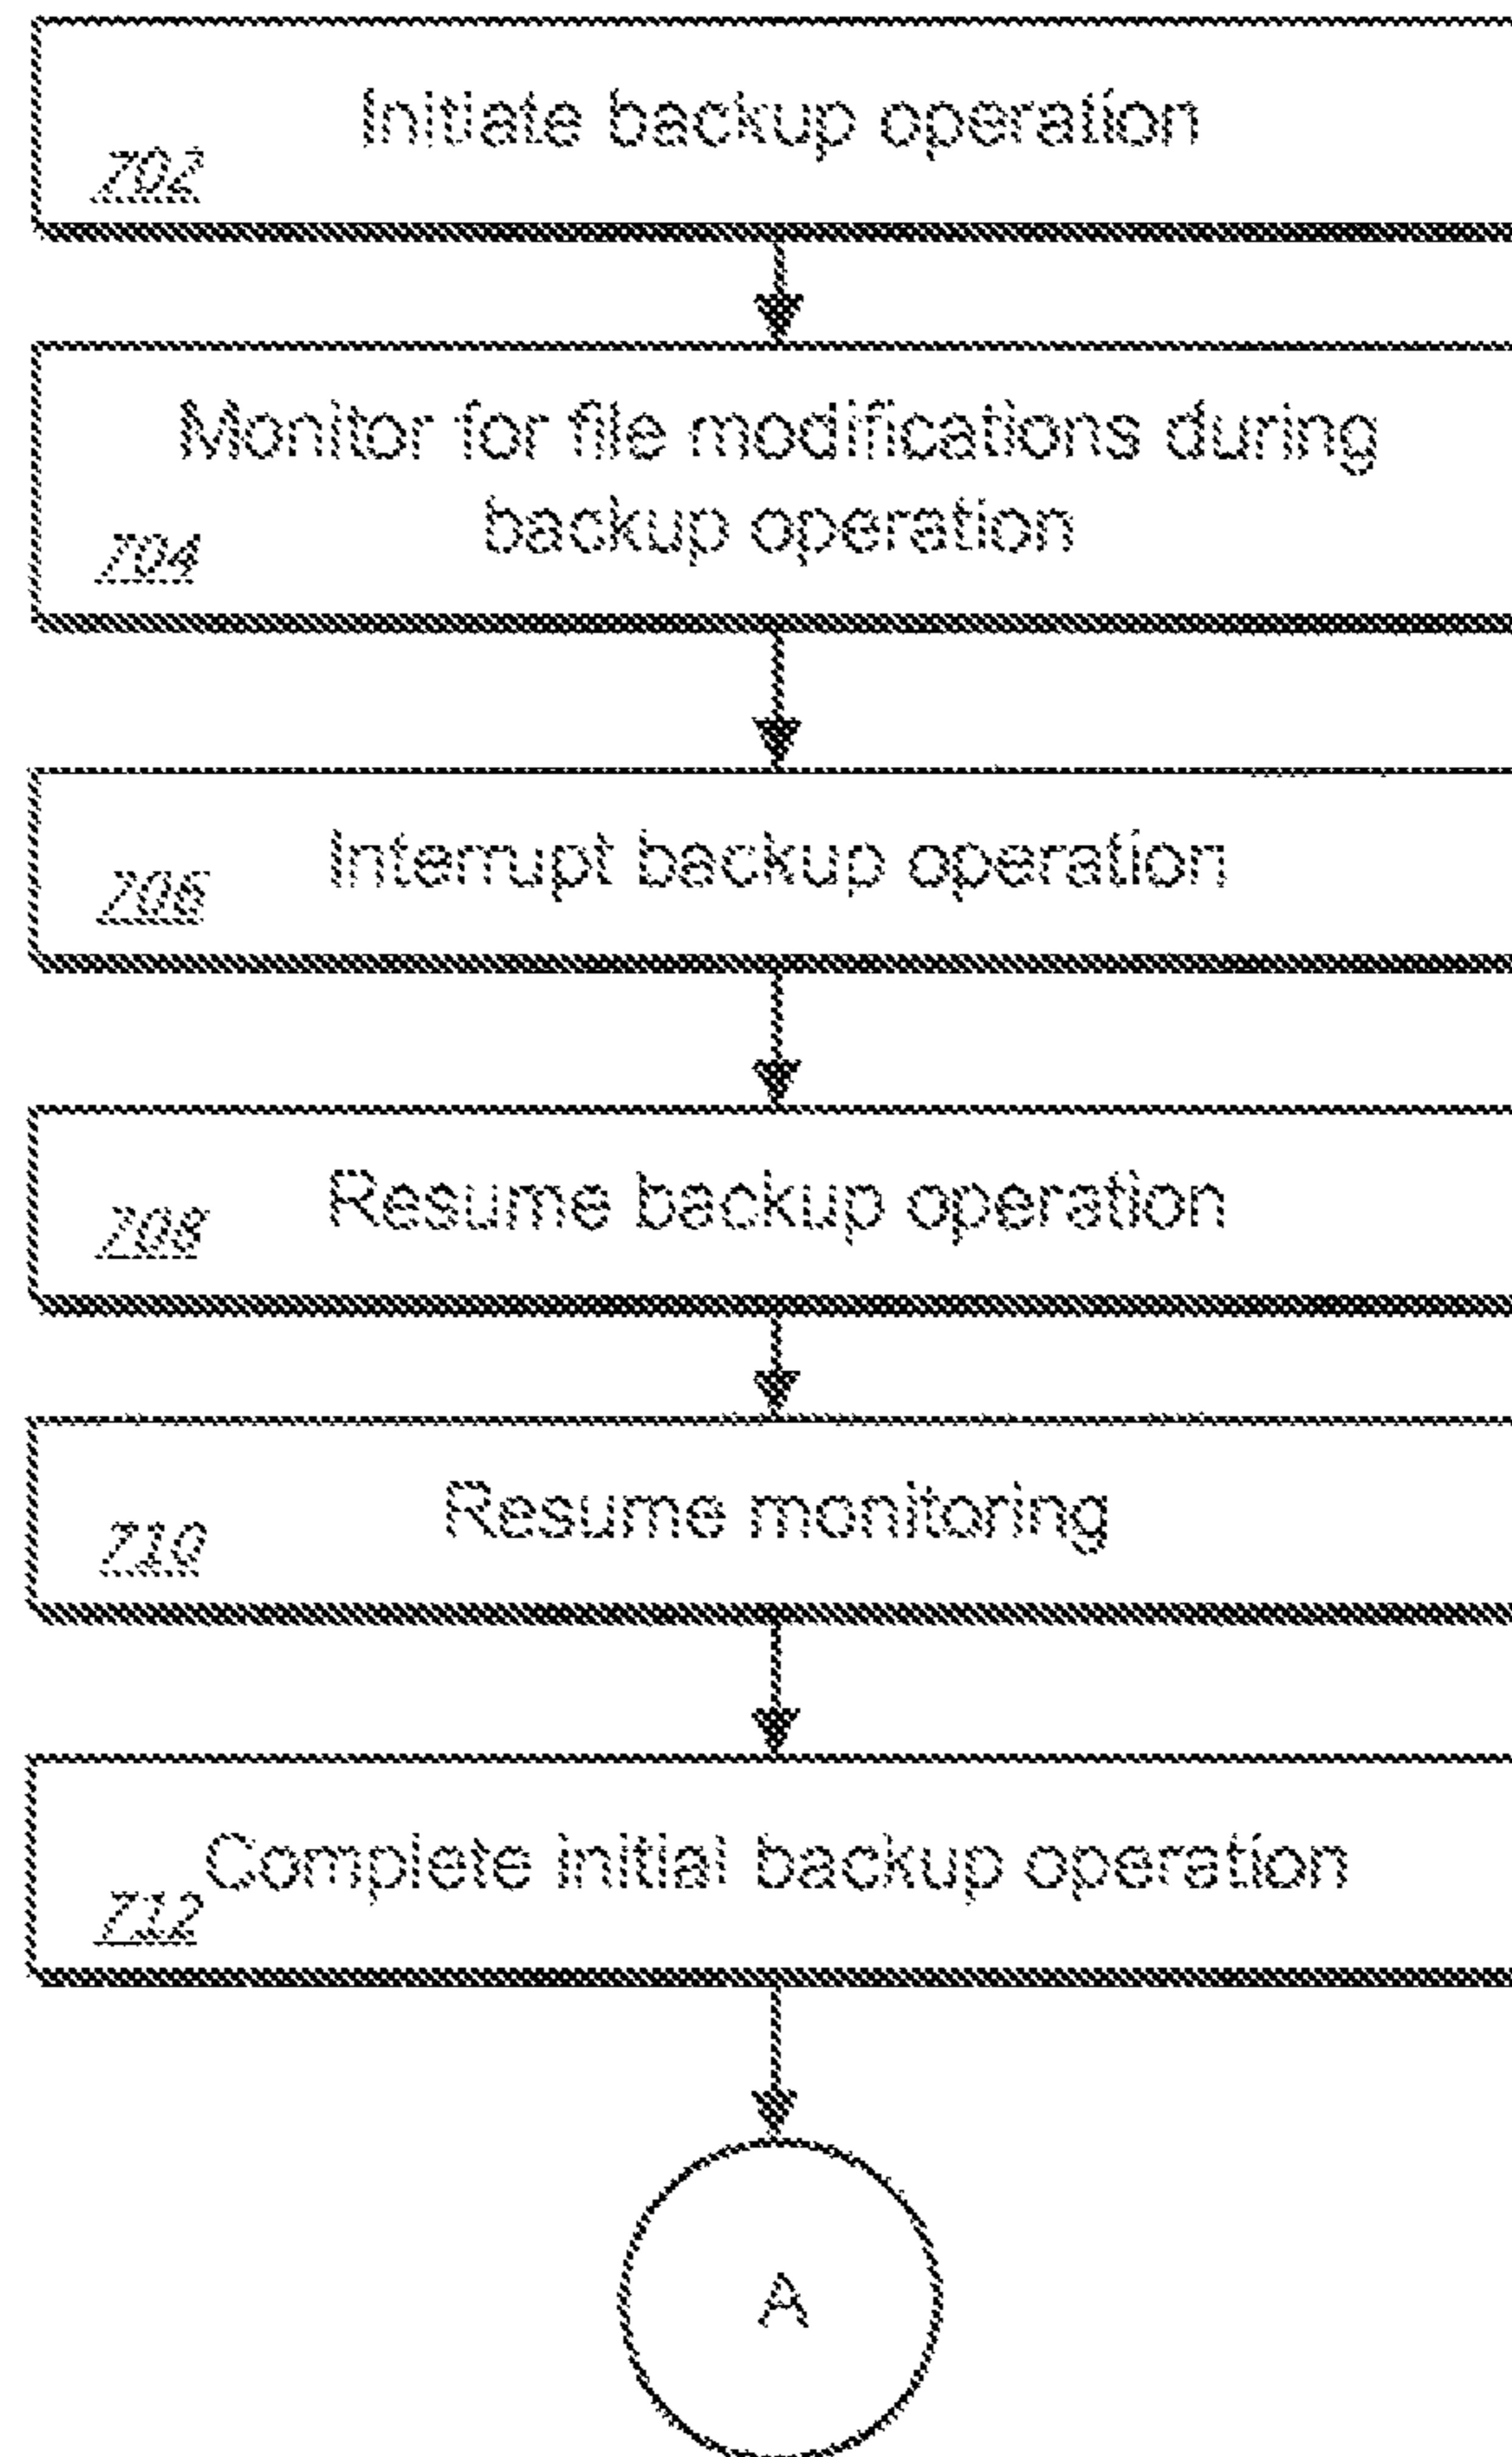 Initiate backup operation
702
Monitor for file modifications during
backup operation
704
Interrupt backup operation
706
Resume backup operation
708
Resume monitoring
710
Complete initial backup operation
712
A